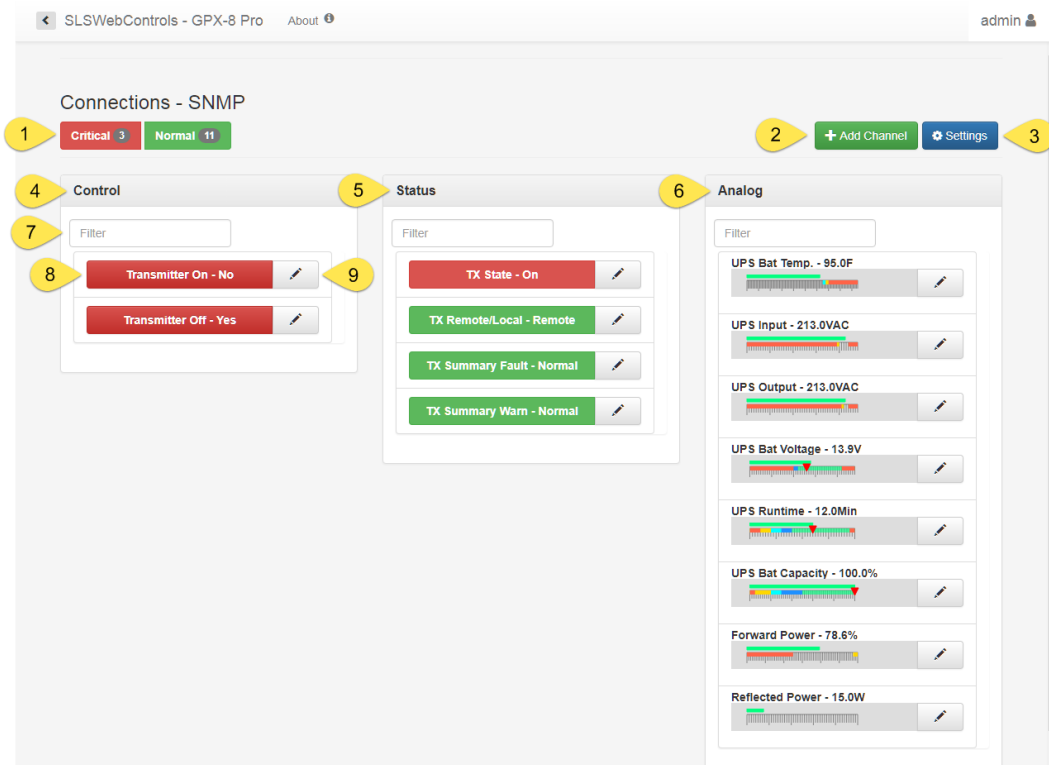 SLSWebControls - GPX-8 Pro About
admin
Connections - SNMP
1 Critical 3 Normal 11 2 Add Channel Settings 3
4 Control 5 Status 6 Analog
7 Filter Filter Filter
8 Transmitter On - No 9
Transmitter Off - Yes
TX State - On
TX Remote/Local - Remote
TX Summary Fault - Normal
TX Summary Warn - Normal
UPS Bat Temp. - 95.0F
UPS Input - 213.0VAC
UPS Output - 213.0VAC
UPS Bat Voltage - 13.9V
UPS Runtime - 12.0Min
UPS Bat Capacity - 100.0%
Forward Power - 78.6%
Reflected Power - 15.0W